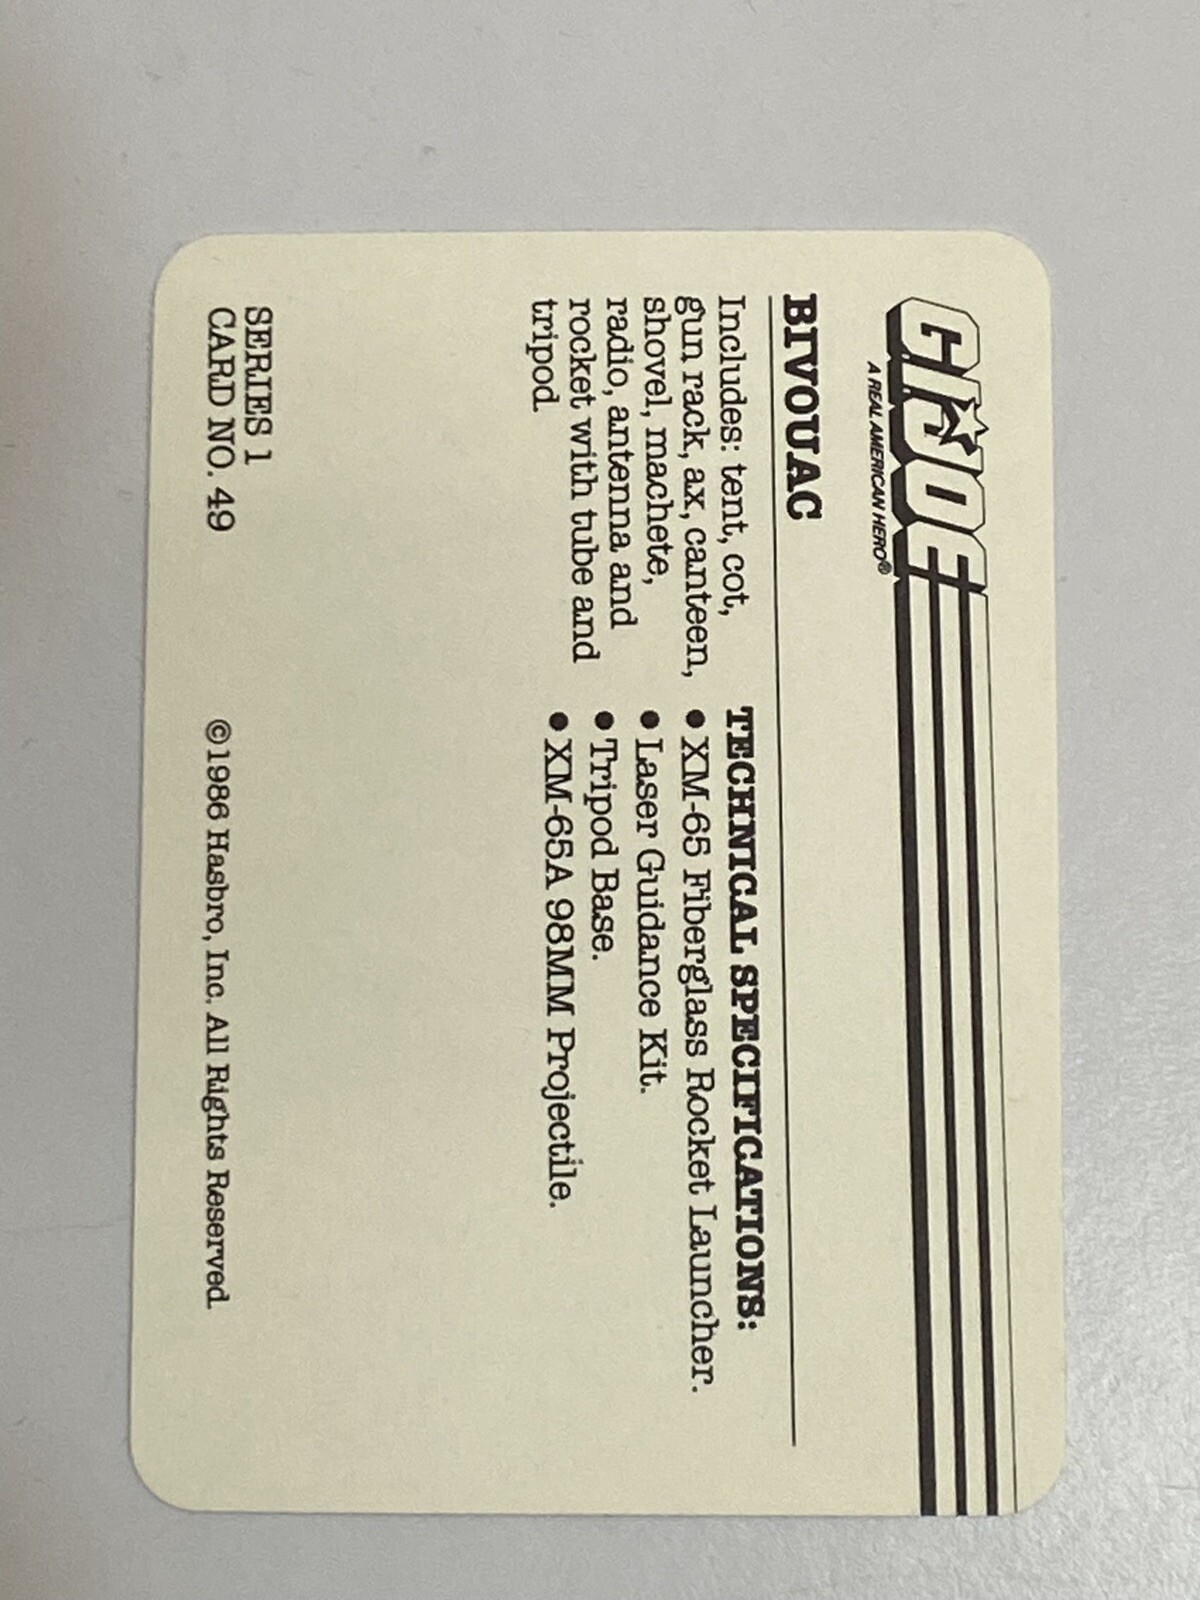 GI JOE
A REAL AMERICAN HERO®
BIVOUAC
Includes: tent, cot,
gun rack, ax, canteen,
shovel, machete,
radio, antenna and
rocket with tube and
tripod.
TECHNICAL SPECIFICATIONS:
● XM-65 Fiberglass Rocket Launcher.
● Laser Guidance Kit.
● Tripod Base.
● XM-65A 98MM Projectile.
SERIES 1
CARD NO. 49
©1986 Hasbro, Inc. All Rights Reserved.